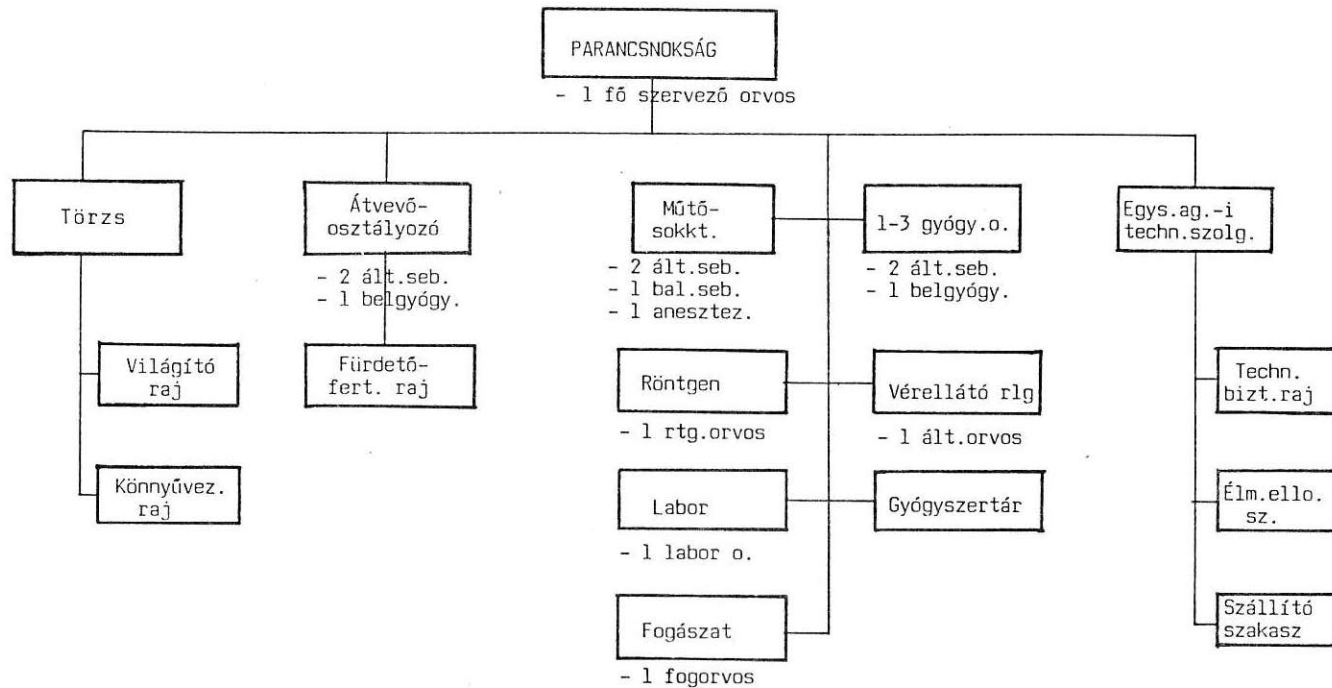 PARANCSNOKSÁG
- 1 fő szervező orvos
Törzs
Világító
raj
Könnyűvez.
raj
Átvevő-
osztályozó
- 2 ált.seb.
- 1 belgyógy.
Fürdető-
fert. raj
Műtő-
sokkt.
- 2 ált.seb.
- 1 bal.seb.
- 1 anesztez.
1-3 gyógy.o.
- 2 ált.seb.
- 1 belgyógy.
Röntgen
- 1 rtg.orvos
Vérellátó rlg
- 1 ált.orvos
Labor
- 1 labor o.
Gyógyszertár
Fogászat
- 1 fogorvos
Egys.ag.-i
techn.szolg.
Techn.
bizt.raj
Élm.ello.
sz.
Szállító
szakasz